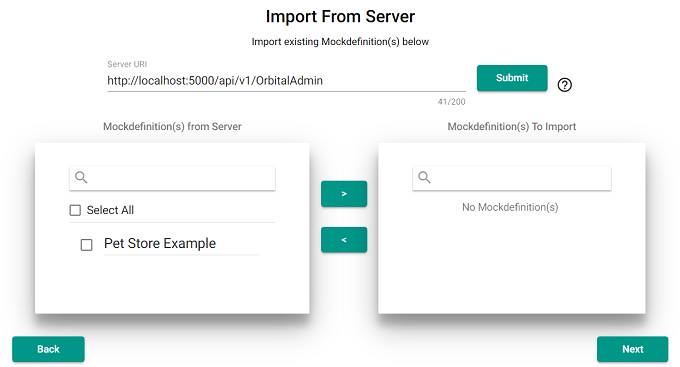 Import From Server
Import existing Mockdefinition(s) below
Server URI
http://localhost:5000/api/v1/OrbitalAdmin
Submit
41/200
Mockdefinition(s) from Server
Mockdefinition(s) To Import
Select All
Pet Store Example
>
<
No Mockdefinition(s)
Back
Next